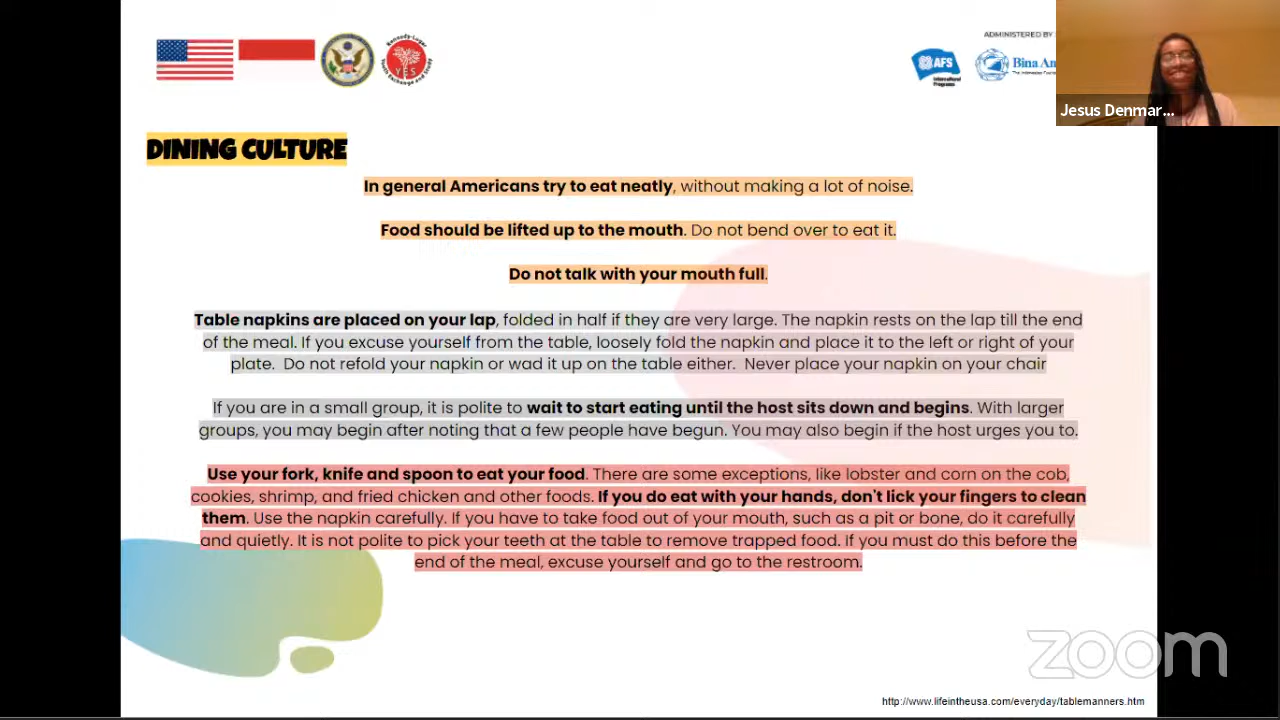 ADMINISTERED BY
Kennedy-Lugar
YES
Youth Exchange and Study
AFS
International
Programs
Bina An
Jesus Denmar...
DINING CULTURE
In general Americans try to eat neatly, without making a lot of noise.
Food should be lifted up to the mouth. Do not bend over to eat it.
Do not talk with your mouth full.
Table napkins are placed on your lap, folded in half if they are very large. The napkin rests on the lap till the end
of the meal. If you excuse yourself from the table, loosely fold the napkin and place it to the left or right of your
plate.  Do not refold your napkin or wad it up on the table either.  Never place your napkin on your chair
If you are in a small group, it is polite to wait to start eating until the host sits down and begins. With larger
groups, you may begin after noting that a few people have begun. You may also begin if the host urges you to.
Use your fork, knife and spoon to eat your food. There are some exceptions, like lobster and corn on the cob,
cookies, shrimp, and fried chicken and other foods. If you do eat with your hands, don't lick your fingers to clean
them. Use the napkin carefully. If you have to take food out of your mouth, such as a pit or bone, do it carefully
and quietly. It is not polite to pick your teeth at the table to remove trapped food. If you must do this before the
end of the meal, excuse yourself and go to the restroom.
zoom
http://www.lifeintheusa.com/everyday/tablemanners.htm